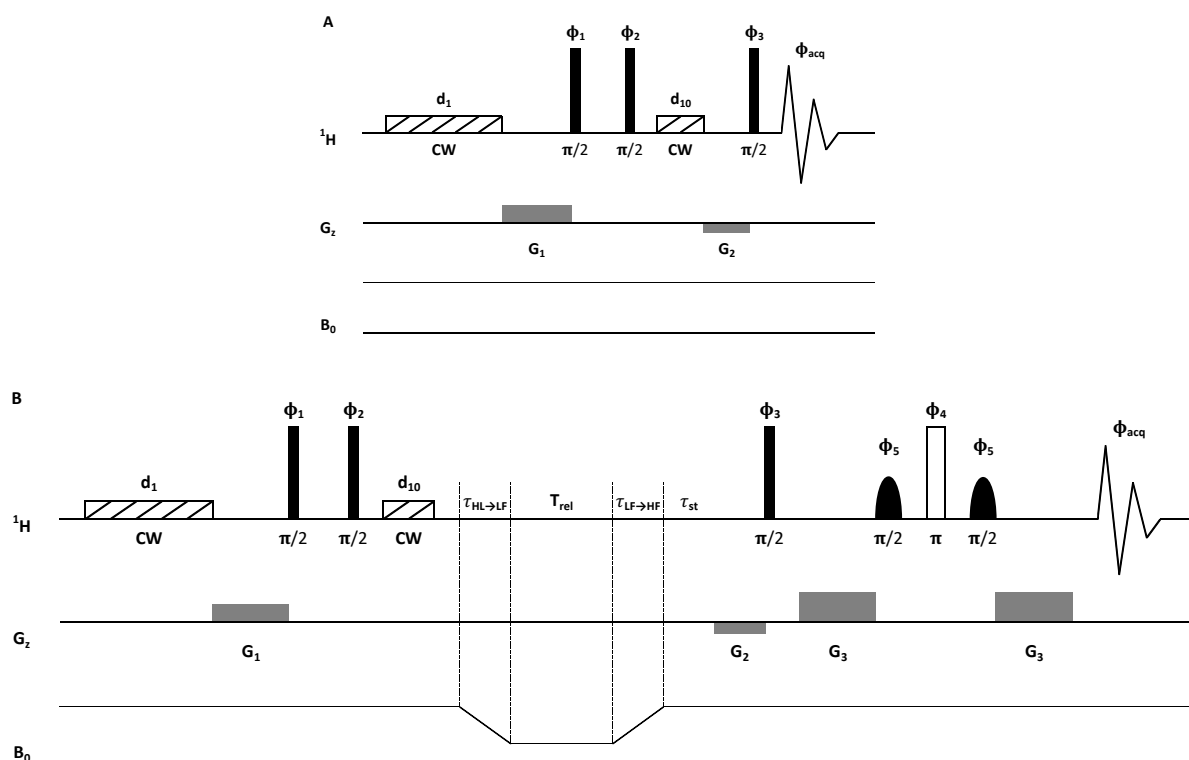 A
ϕ₁ ϕ₂ ϕ₃
ϕacq
d₁ d₁₀
¹H
CW π/2 π/2 CW π/2
Gz
G₁ G₂
B₀
B
ϕ₁ ϕ₂ ϕ₃ ϕ₄
ϕacq
ϕ₅ ϕ₅
d₁ d₁₀
τHL→LF Trel τLF→HF τst
¹H
CW π/2 π/2 CW π/2 π/2 π π/2
Gz
G₁ G₂ G₃ G₃
B₀